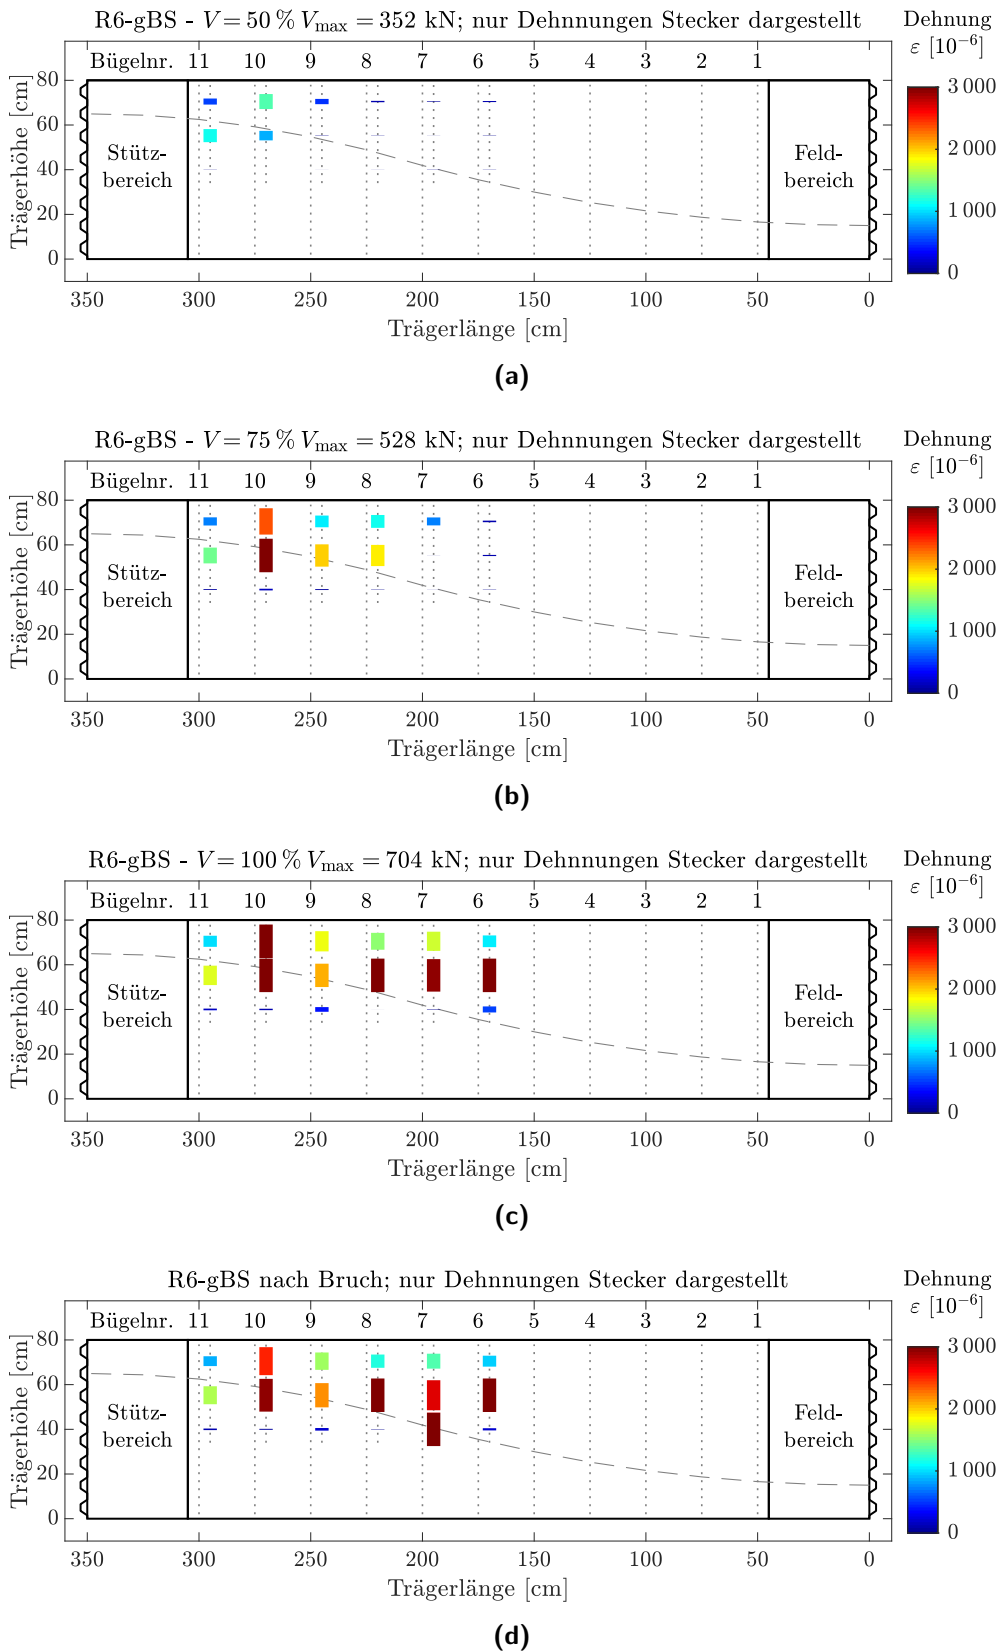 R6-gBS - V = 50 % Vmax = 352 kN; nur Dehnnungen Stecker dargestellt
Dehnung
ε [10⁻⁶]
Bügelnr. 11 10 9 8 7 6 5 4 3 2 1
Trägerhöhe [cm]
80
60
40
20
0
Stütz-
bereich
Feld-
bereich
3 000
2 000
1 000
0
350 300 250 200 150 100 50 0
Trägerlänge [cm]
(a)
R6-gBS - V = 75 % Vmax = 528 kN; nur Dehnnungen Stecker dargestellt
Dehnung
ε [10⁻⁶]
Bügelnr. 11 10 9 8 7 6 5 4 3 2 1
Trägerhöhe [cm]
80
60
40
20
0
Stütz-
bereich
Feld-
bereich
3 000
2 000
1 000
0
350 300 250 200 150 100 50 0
Trägerlänge [cm]
(b)
R6-gBS - V = 100 % Vmax = 704 kN; nur Dehnnungen Stecker dargestellt
Dehnung
ε [10⁻⁶]
Bügelnr. 11 10 9 8 7 6 5 4 3 2 1
Trägerhöhe [cm]
80
60
40
20
0
Stütz-
bereich
Feld-
bereich
3 000
2 000
1 000
0
350 300 250 200 150 100 50 0
Trägerlänge [cm]
(c)
R6-gBS nach Bruch; nur Dehnnungen Stecker dargestellt
Dehnung
ε [10⁻⁶]
Bügelnr. 11 10 9 8 7 6 5 4 3 2 1
Trägerhöhe [cm]
80
60
40
20
0
Stütz-
bereich
Feld-
bereich
3 000
2 000
1 000
0
350 300 250 200 150 100 50 0
Trägerlänge [cm]
(d)